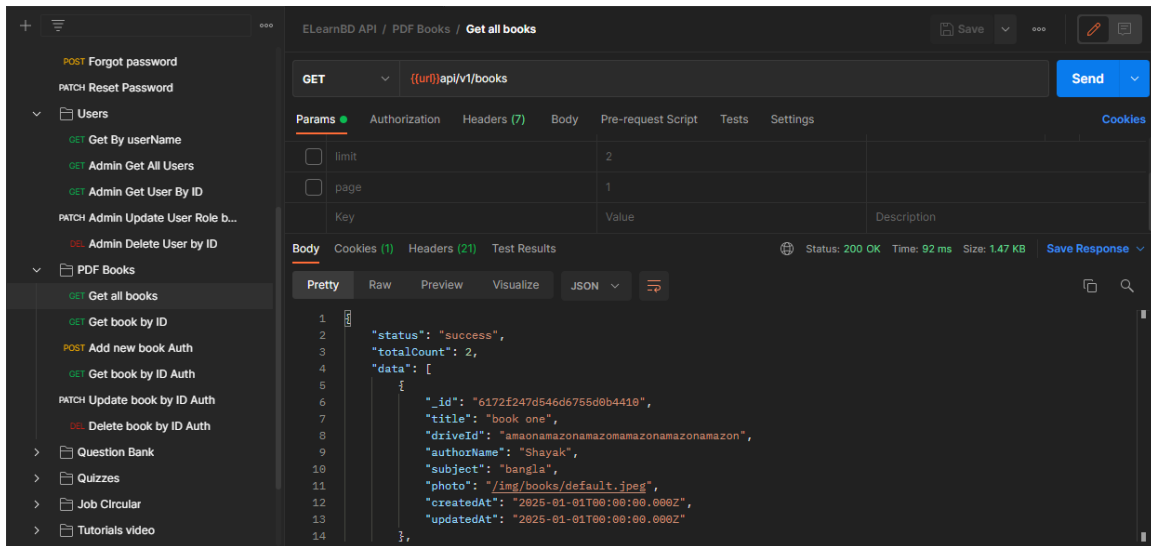 ELearnBD API / PDF Books / Get all books
Save
POST Forgot password
PATCH Reset Password
Users
GET Get By userName
GET Admin Get All Users
GET Admin Get User By ID
PATCH Admin Update User Role b...
DEL Admin Delete User by ID
PDF Books
GET Get all books
GET Get book by ID
POST Add new book Auth
GET Get book by ID Auth
PATCH Update book by ID Auth
DEL Delete book by ID Auth
Question Bank
Quizzes
Job CIrcular
Tutorials video
GET {{url}}api/v1/books Send
Params Authorization Headers (7) Body Pre-request Script Tests Settings Cookies
limit 2
page 1
Key Value Description
Body Cookies (1) Headers (21) Test Results Status: 200 OK Time: 92 ms Size: 1.47 KB Save Response
Pretty Raw Preview Visualize JSON
1 {
2 "status": "success",
3 "totalCount": 2,
4 "data": [
5 {
6 "_id": "6172f247d546d6755d0b4410",
7 "title": "book one",
8 "driveId": "amaonamazonamazomamazonamazonamazon",
9 "authorName": "Shayak",
10 "subject": "bangla",
11 "photo": "/img/books/default.jpeg",
12 "createdAt": "2025-01-01T00:00:00.000Z",
13 "updatedAt": "2025-01-01T00:00:00.000Z"
14 },